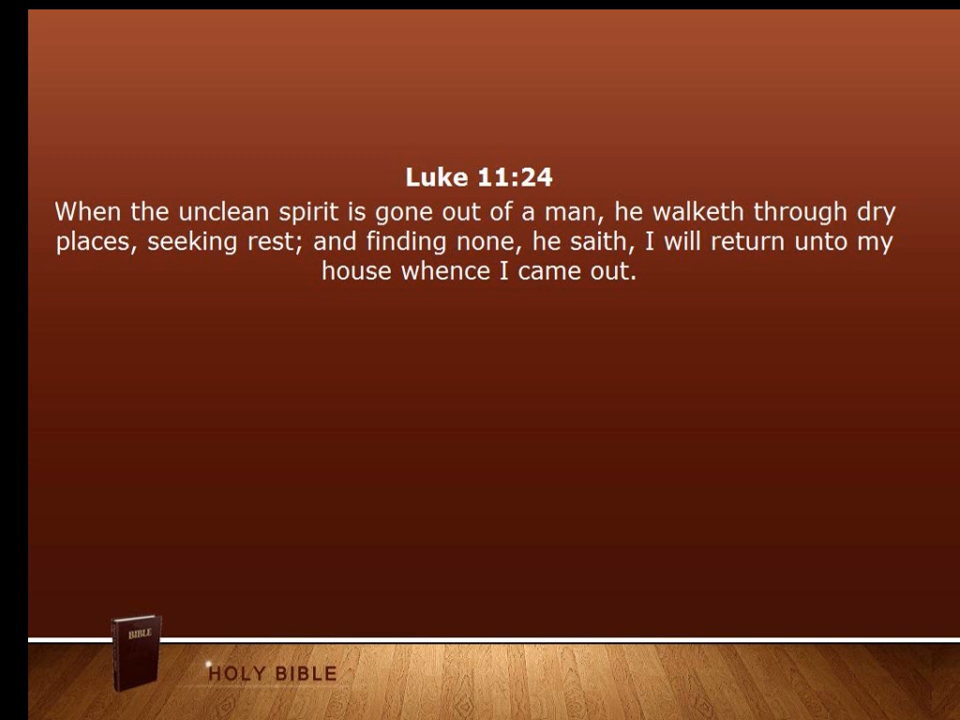 Luke 11:24
When the unclean spirit is gone out of a man, he walketh through dry
places, seeking rest; and finding none, he saith, I will return unto my
house whence I came out.
BIBLE
HOLY BIBLE